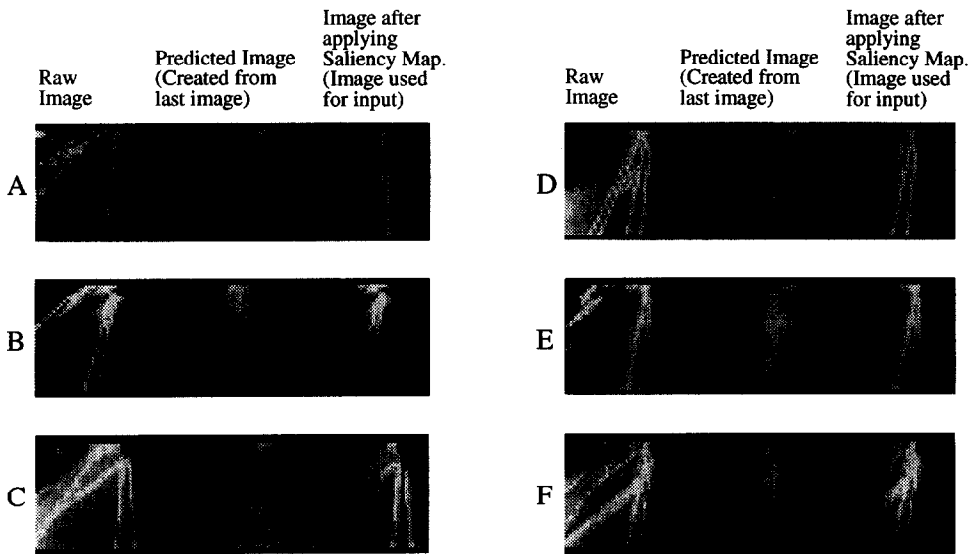 Raw
Image
Predicted Image
(Created from
last image)
Image after
applying
Saliency Map.
(Image used
for input)
Raw
Image
Predicted Image
(Created from
last image)
Image after
applying
Saliency Map.
(Image used
for input)
A
B
C
D
E
F